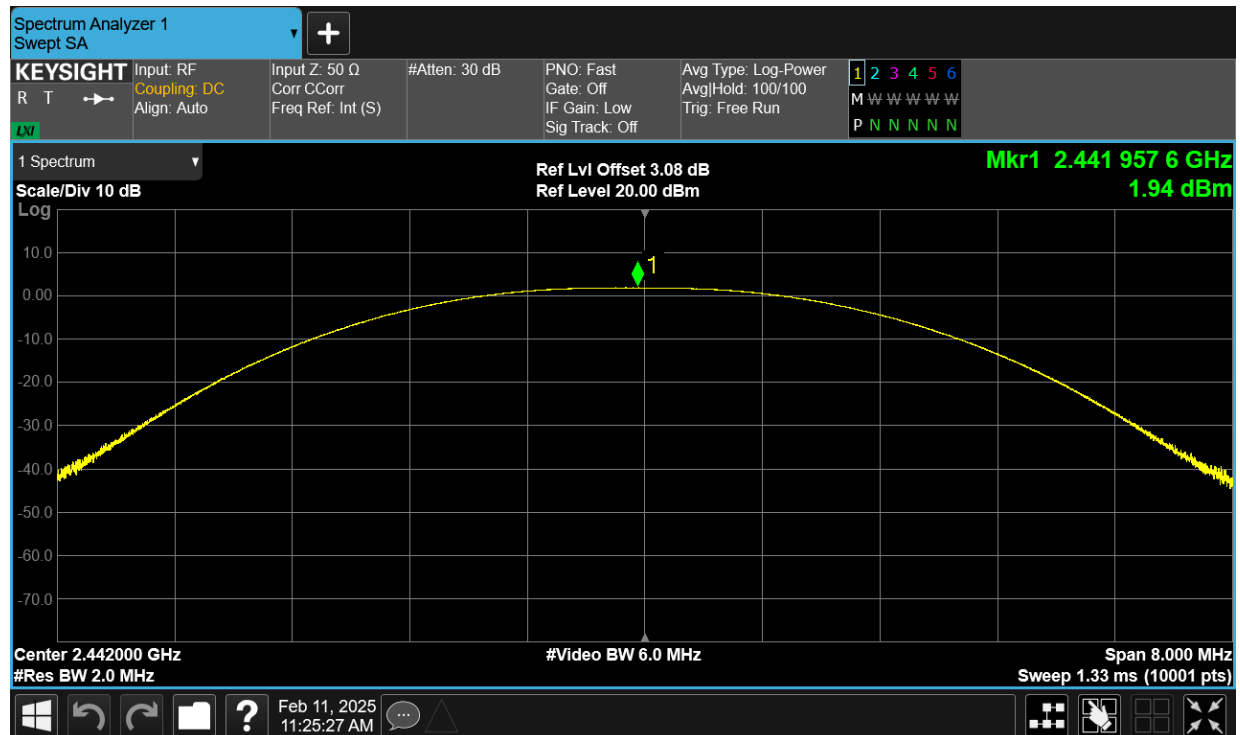 Spectrum Analyzer 1
Swept SA
+
KEYSIGHT
R T
LXI
Input: RF
Coupling: DC
Align: Auto
Input Z: 50 Ω
Corr CCorr
Freq Ref: Int (S)
#Atten: 30 dB
PNO: Fast
Gate: Off
IF Gain: Low
Sig Track: Off
Avg Type: Log-Power
Avg|Hold: 100/100
Trig: Free Run
1 2 3 4 5 6
M W W W W W
P N N N N N
1 Spectrum
Scale/Div 10 dB
Log
Ref Lvl Offset 3.08 dB
Ref Level 20.00 dBm
Mkr1 2.441 957 6 GHz
1.94 dBm
1
10.0
0.00
-10.0
-20.0
-30.0
-40.0
-50.0
-60.0
-70.0
Center 2.442000 GHz
#Res BW 2.0 MHz
#Video BW 6.0 MHz
Span 8.000 MHz
Sweep 1.33 ms (10001 pts)
?
Feb 11, 2025
11:25:27 AM